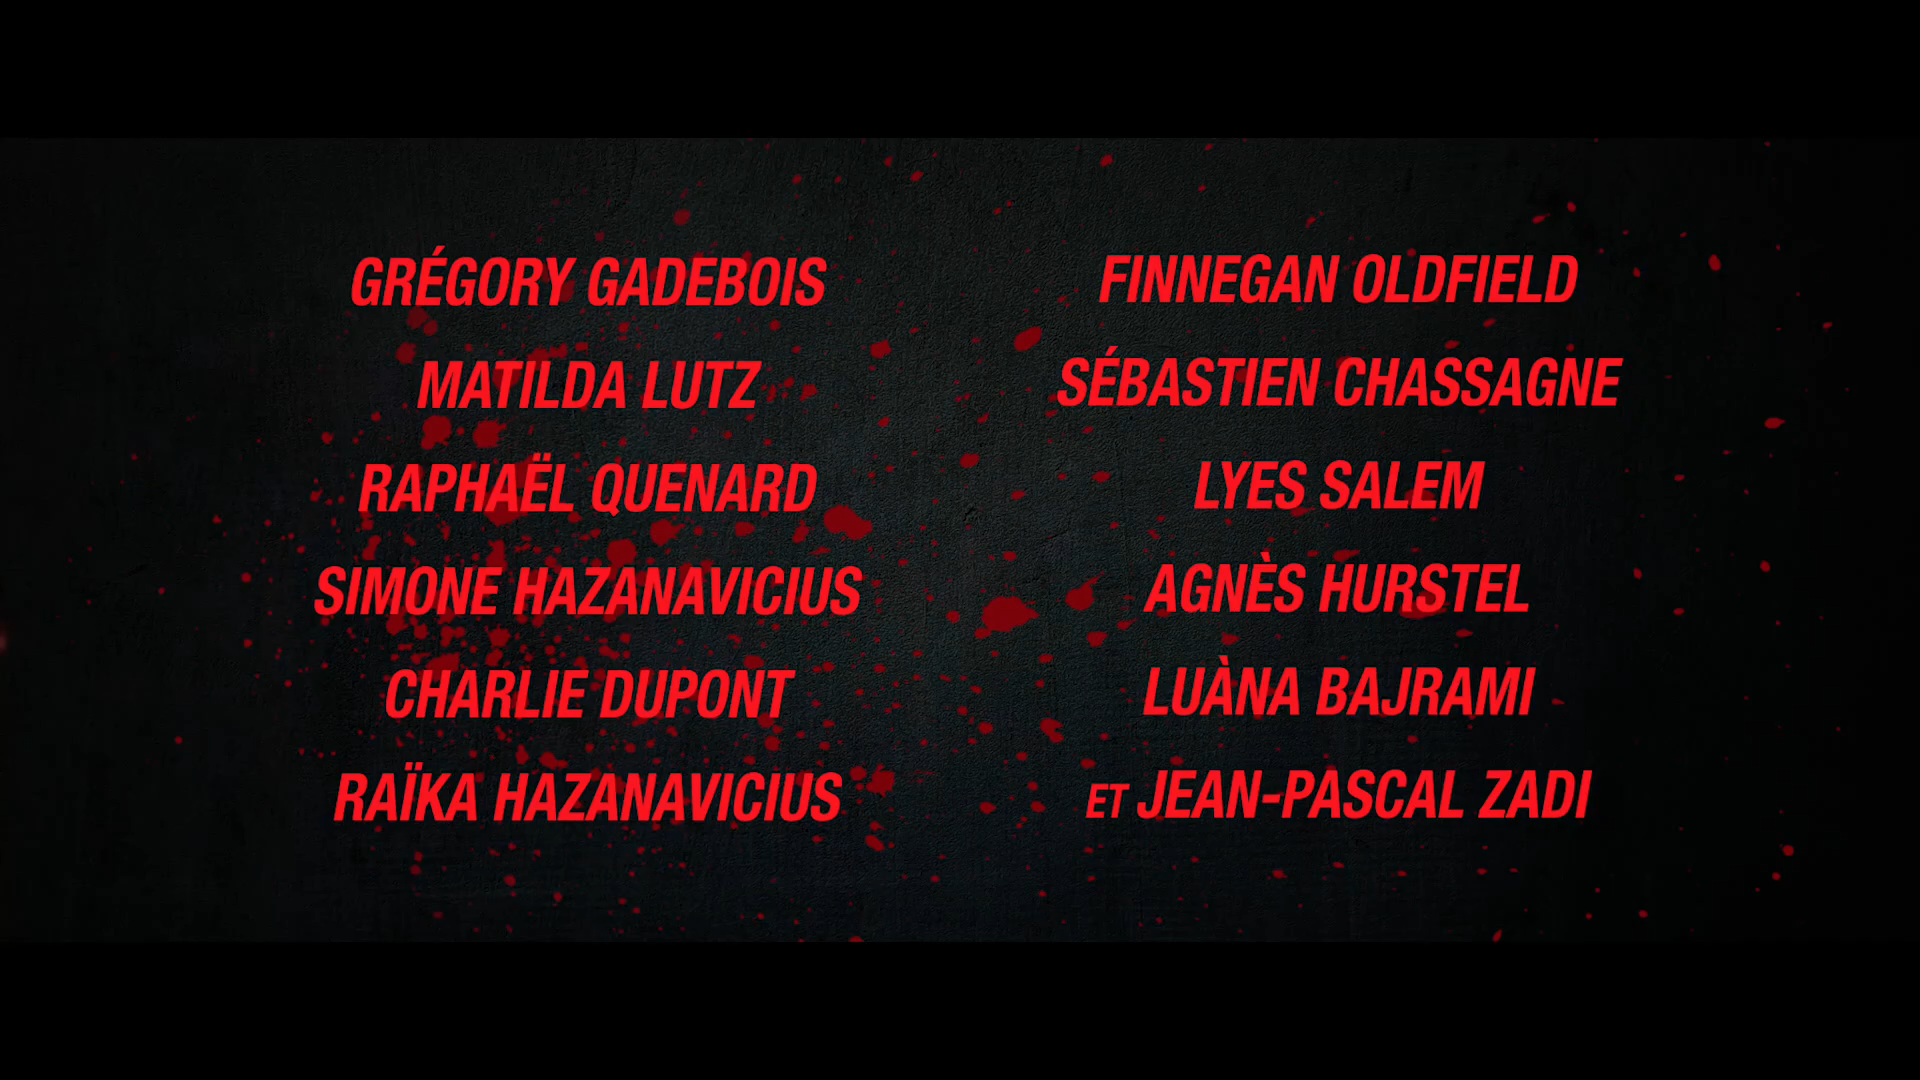 GRÉGORY GADEBOIS
MATILDA LUTZ
RAPHAËL QUENARD
SIMONE HAZANAVICIUS
CHARLIE DUPONT
RAÏKA HAZANAVICIUS
FINNEGAN OLDFIELD
SÉBASTIEN CHASSAGNE
LYES SALEM
AGNÈS HURSTEL
LUÀNA BAJRAMI
ET JEAN-PASCAL ZADI